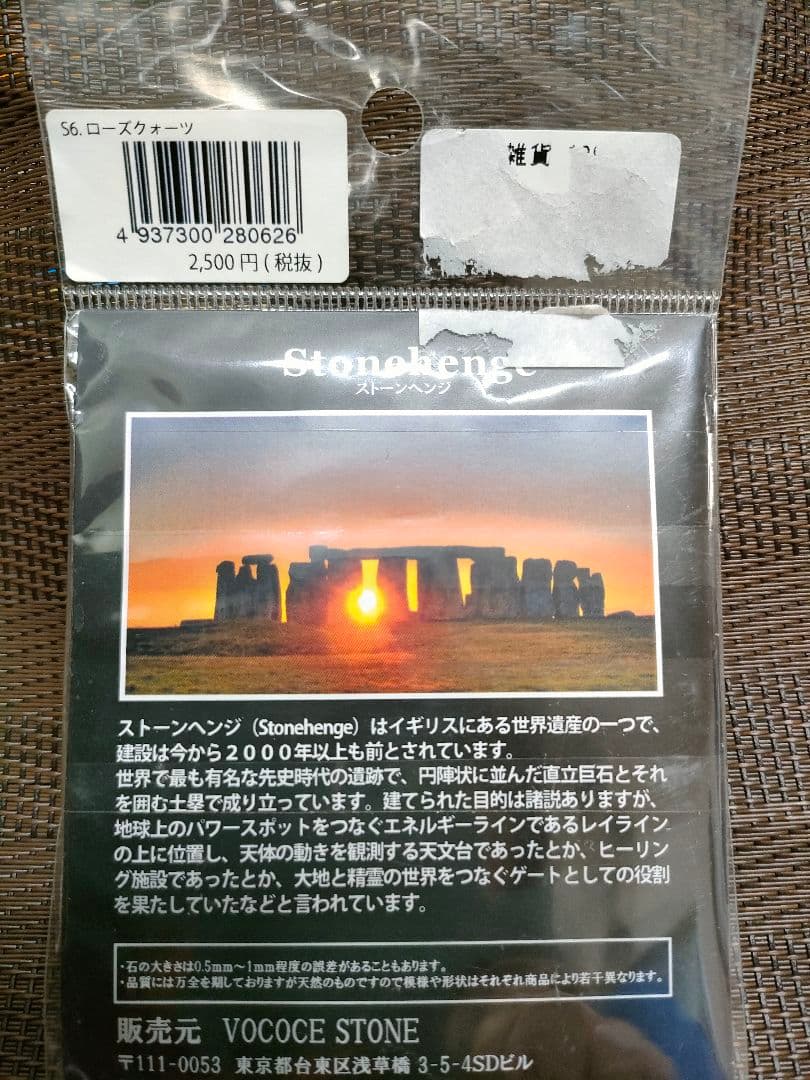 S6.ローズクォーツ
4 937300 280626
2,500円(税抜)
雑貨
Stonehenge
ストーンヘンジ
ストーンヘンジ（Stonehenge）はイギリスにある世界遺産の一つで、
建設は今から２０００年以上も前とされています。
世界で最も有名な先史時代の遺跡で、円陣状に並んだ直立巨石とそれ
を囲む土塁で成り立っています。建てられた目的は諸説ありますが、
地球上のパワースポットをつなぐエネルギーラインであるレイライン
の上に位置し、天体の動きを観測する天文台であったとか、ヒーリン
グ施設であったとか、大地と精霊の世界をつなぐゲートとしての役割
を果たしていたなどと言われています。
・石の大きさは0.5mm～1mm程度の誤差があることもあります。
・品質には万全を期しておりますが天然のものですので模様や形状はそれぞれ商品により若干異なります。
販売元 VOCOCE STONE
〒111-0053 東京都台東区浅草橋 3-5-4SDビル